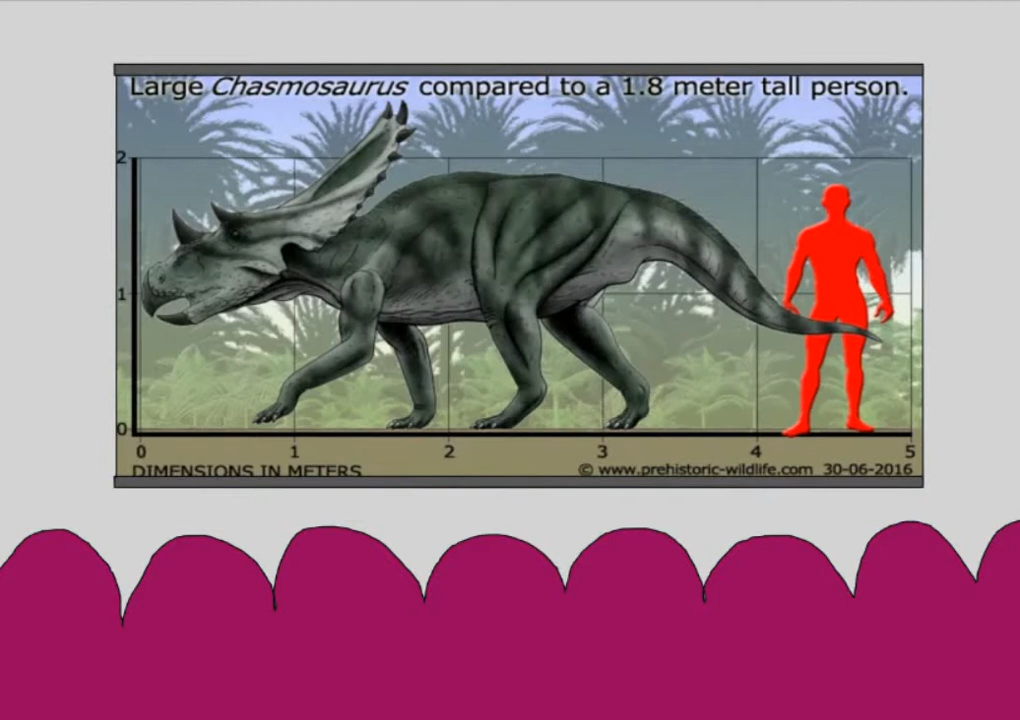 Large Chasmosaurus compared to a 1.8 meter tall person.
2
1
0
0 1 2 3 4 5
DIMENSIONS IN METERS © www.prehistoric-wildlife.com 30-06-2016